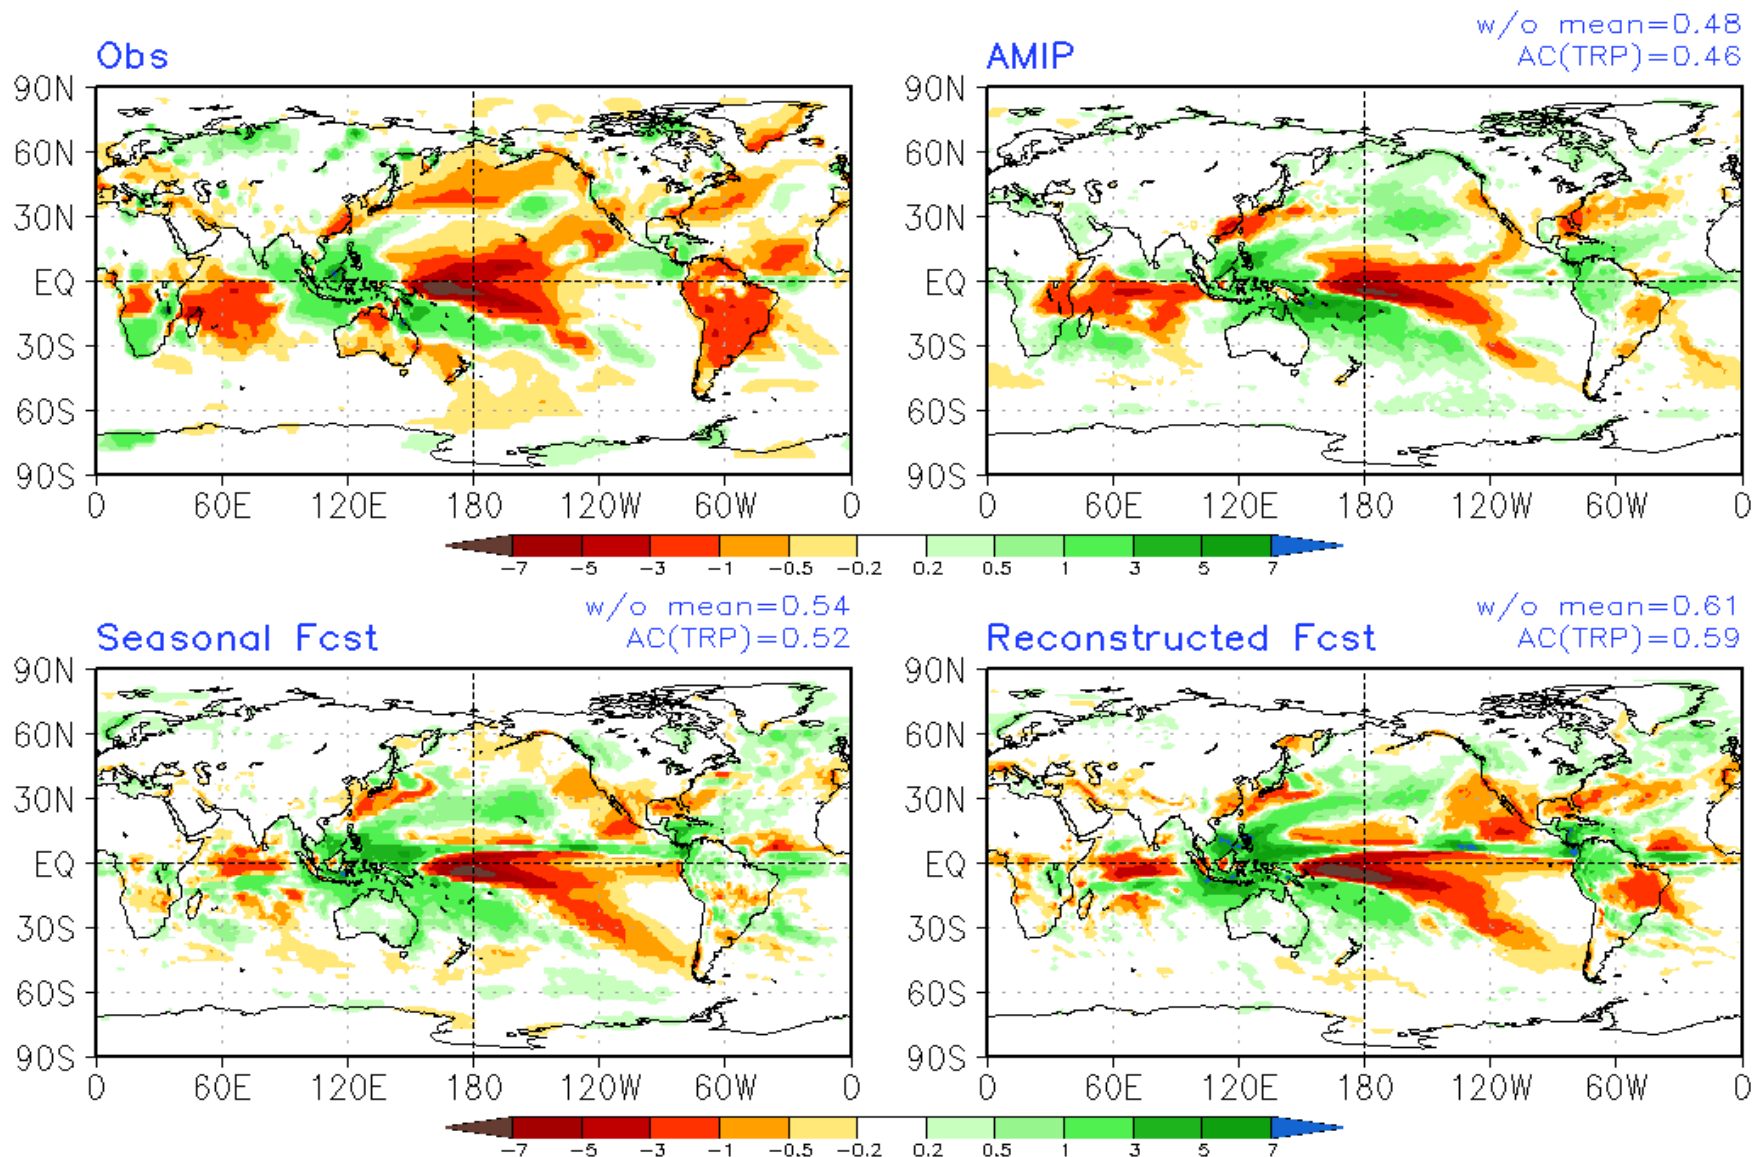 w/o mean=0.48
Obs AMIP AC(TRP)=0.46
90N 90N
60N 60N
30N 30N
EQ EQ
30S 30S
60S 60S
90S 90S
0 60E 120E 180 120W 60W 0 0 60E 120E 180 120W 60W 0
-7 -5 -3 -1 -0.5 -0.2 0.2 0.5 1 3 5 7
w/o mean=0.54 w/o mean=0.61
Seasonal Fcst AC(TRP)=0.52 Reconstructed Fcst AC(TRP)=0.59
90N 90N
60N 60N
30N 30N
EQ EQ
30S 30S
60S 60S
90S 90S
0 60E 120E 180 120W 60W 0 0 60E 120E 180 120W 60W 0
-7 -5 -3 -1 -0.5 -0.2 0.2 0.5 1 3 5 7